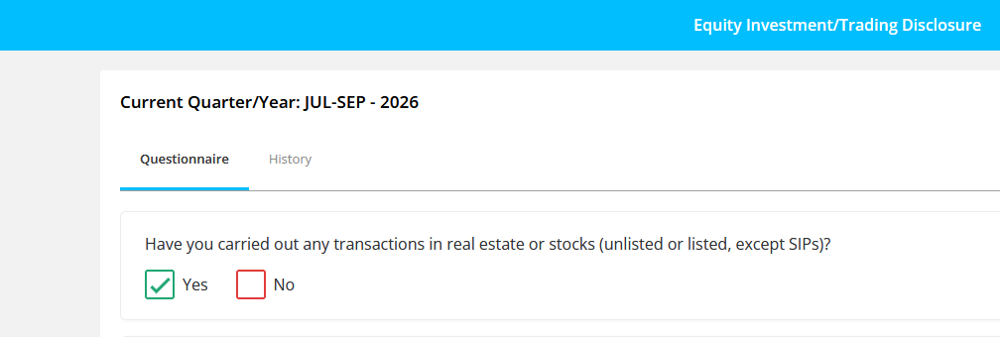 Equity Investment/Trading Disclosure
Current Quarter/Year: JUL-SEP - 2026
Questionnaire History
Have you carried out any transactions in real estate or stocks (unlisted or listed, except SIPs)?
Yes No